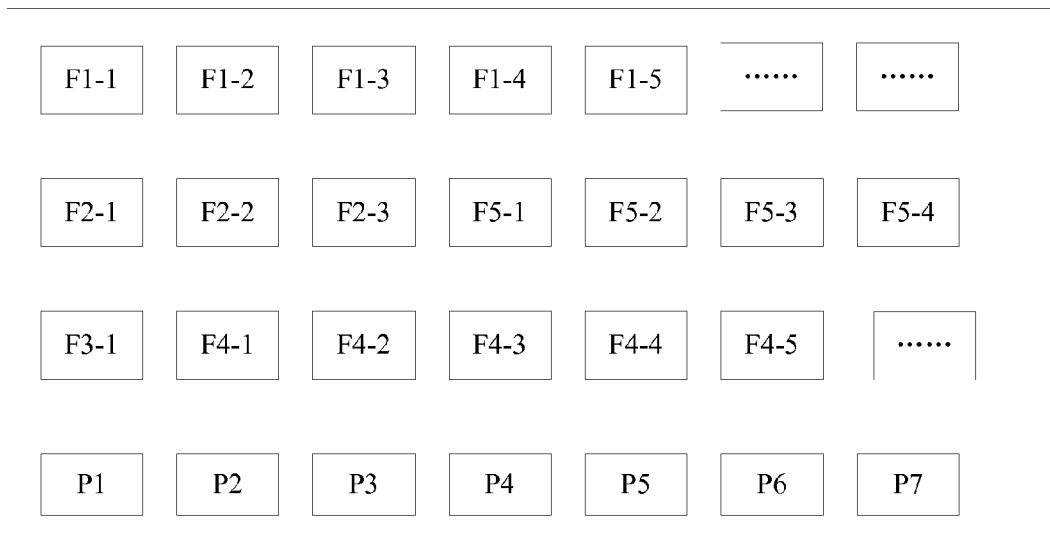 F1-1 F1-2 F1-3 F1-4 F1-5 ...... ......
F2-1 F2-2 F2-3 F5-1 F5-2 F5-3 F5-4
F3-1 F4-1 F4-2 F4-3 F4-4 F4-5 ......
P1 P2 P3 P4 P5 P6 P7